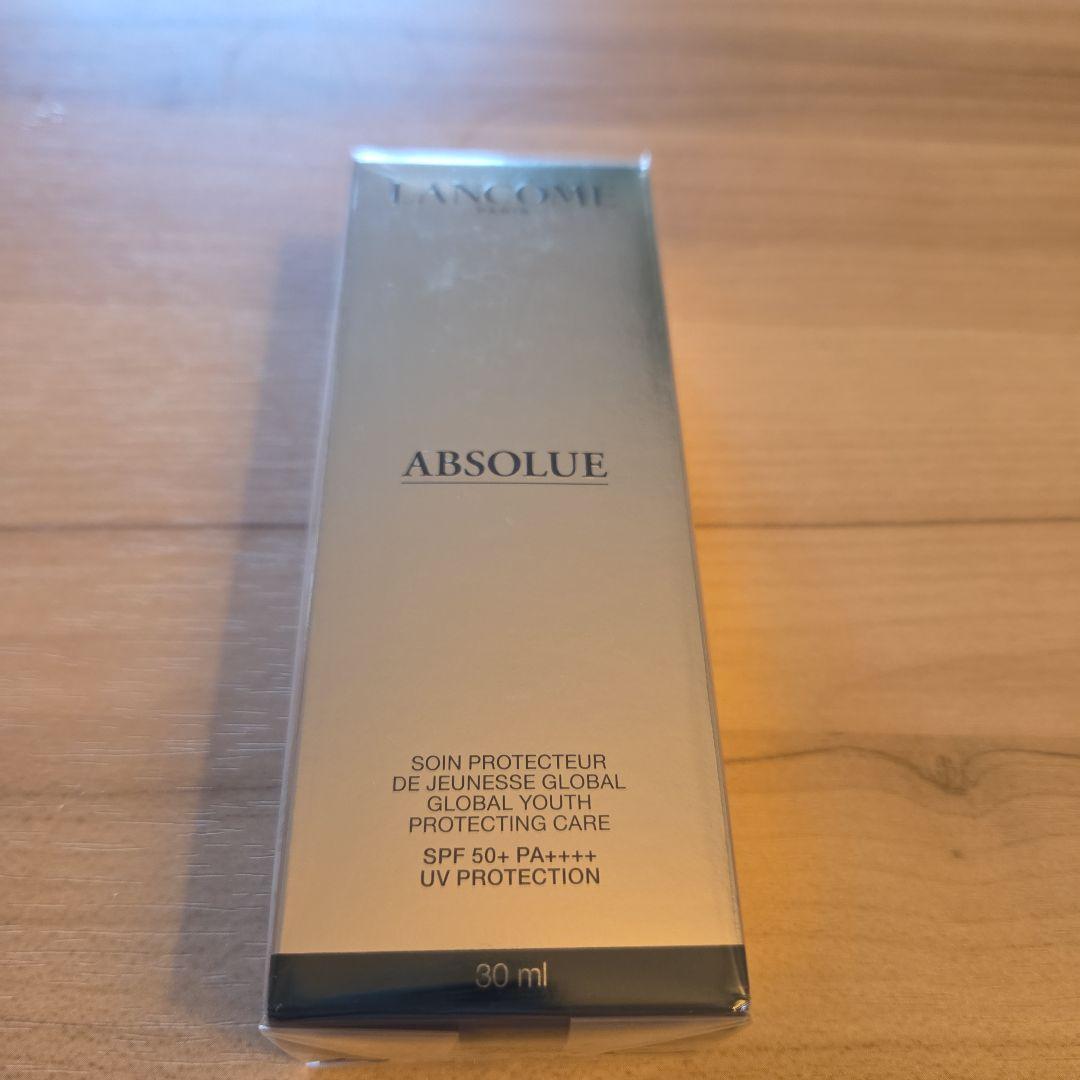 LANCOME
PARIS
ABSOLUE
SOIN PROTECTEUR
DE JEUNESSE GLOBAL
GLOBAL YOUTH
PROTECTING CARE
SPF 50+ PA++++
UV PROTECTION
30 ml